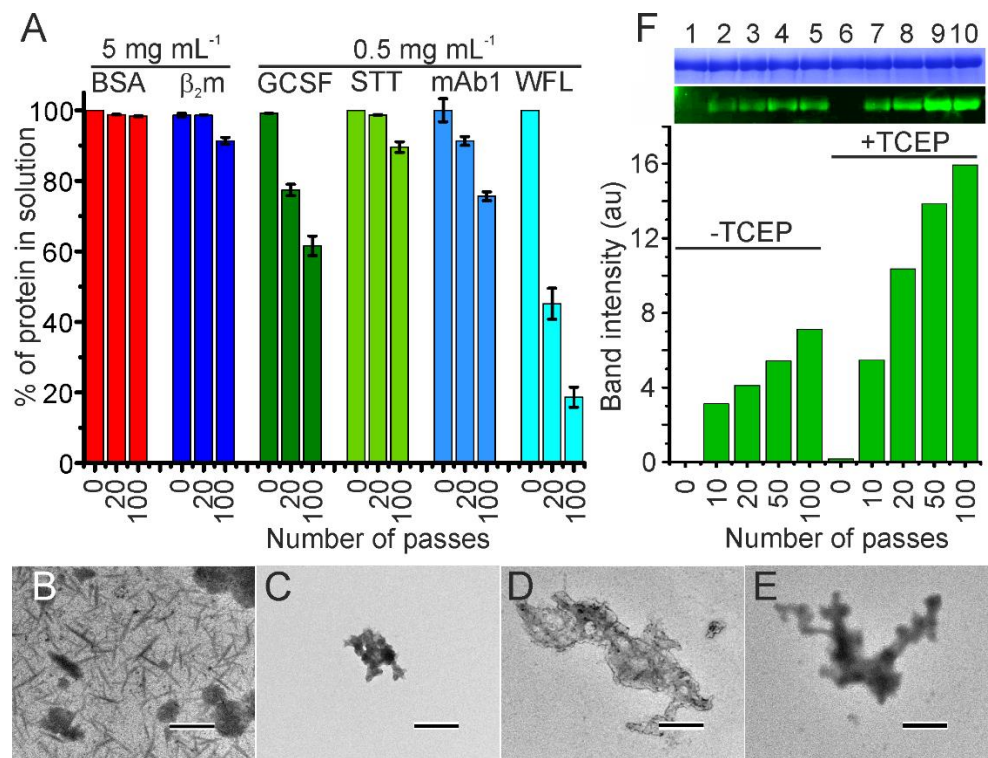 A
5 mg mL-1
0.5 mg mL-1
BSA
β2m
GCSF
STT
mAb1
WFL
% of protein in solution
100
80
60
40
20
0
0 20 100 0 20 100 0 20 100 0 20 100 0 20 100 0 20 100
Number of passes
F
1 2 3 4 5 6 7 8 9 10
+TCEP
-TCEP
Band intensity (au)
16
12
8
4
0
0 10 20 50 100 0 10 20 50 100
Number of passes
B
C
D
E